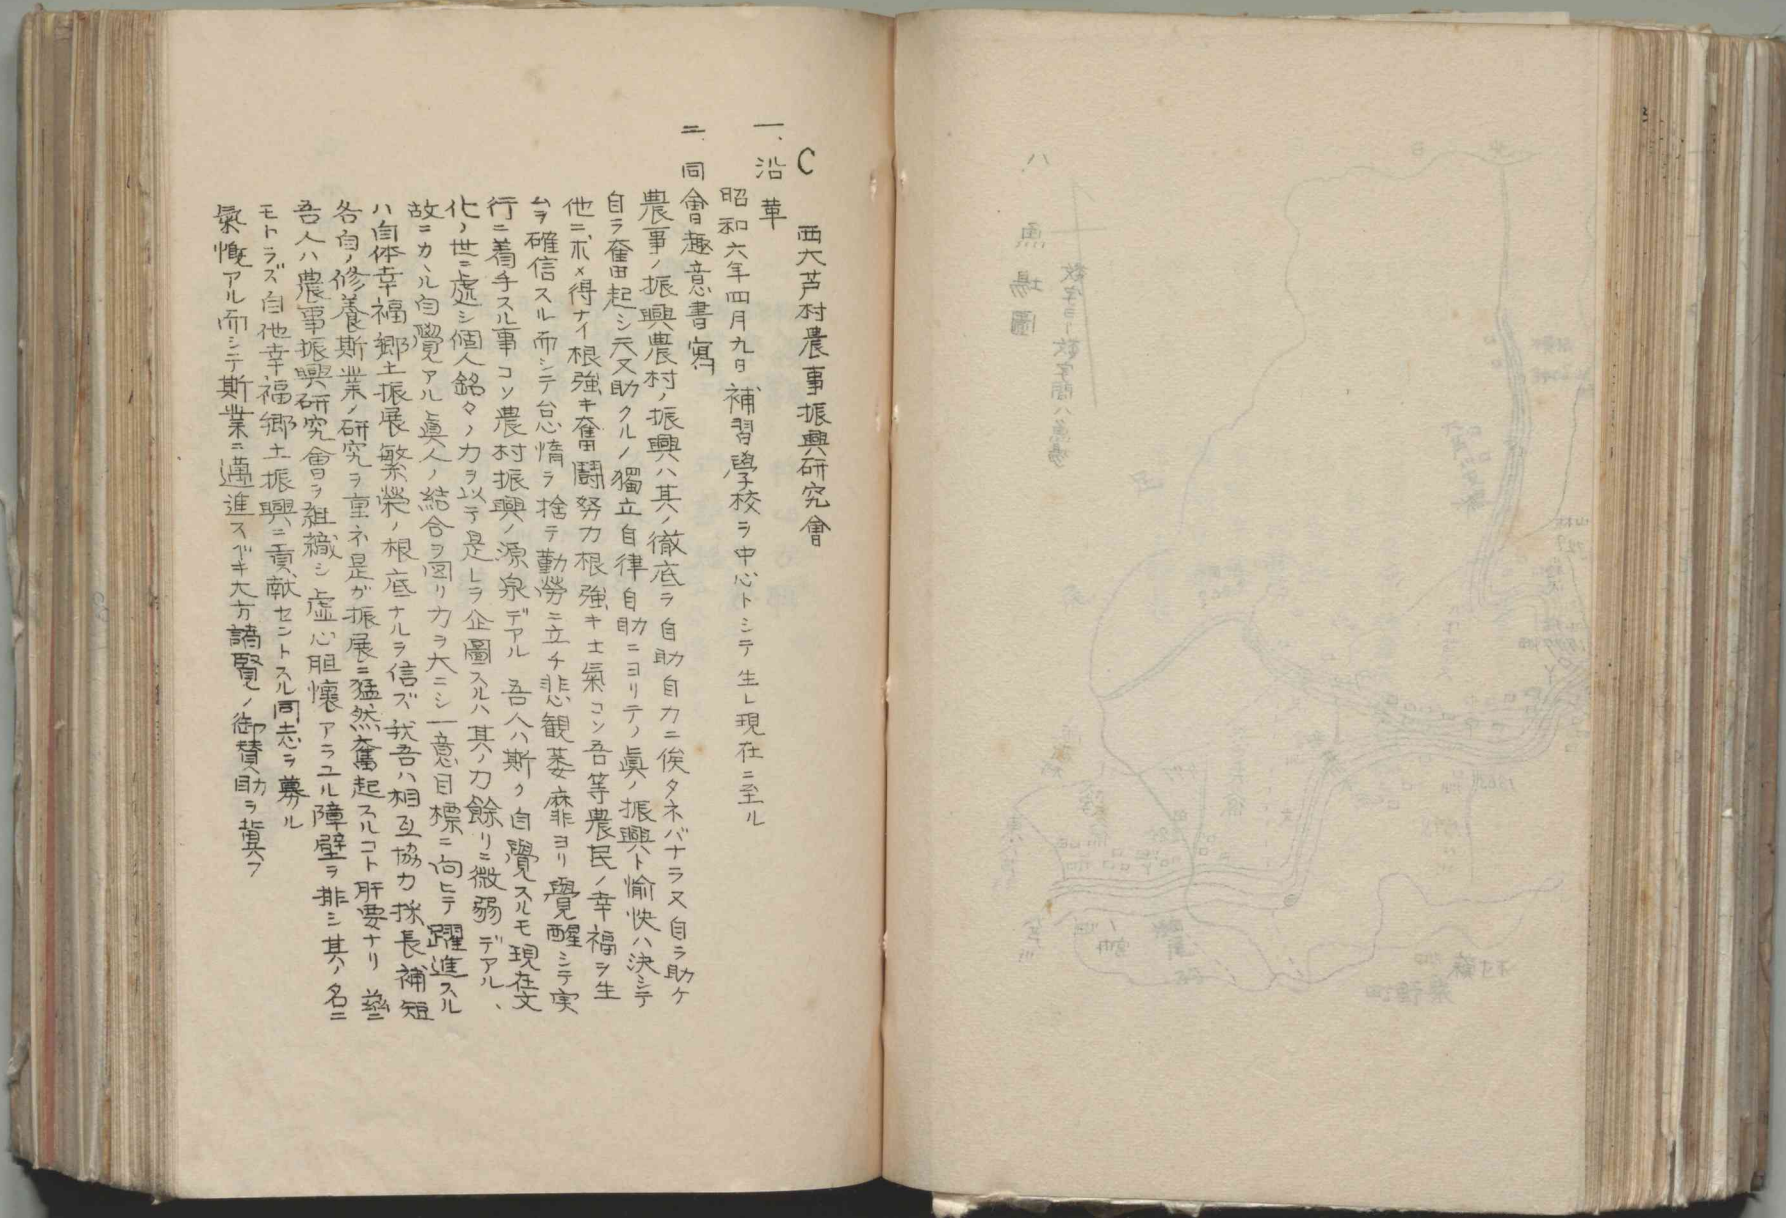 C 西大芦村農事振興研究會
一、沿革
昭和六年四月九日補習學校ヲ中心トシテ生レ現在ニ至ル
二、同會趣意書寫
農事ノ振興農村ノ振興ハ其ノ徹底ヲ自助自力ニ俟タネバナラヌ自ラ助ケ
自ラ奮起シ天又助クルノ獨立自律自助ニヨリテノ眞ノ振興ト愉快ハ決シテ
他ニ求メ得ナイ根強キ奮鬪努力根強キ士氣コソ吾等農民ノ幸福ヲ生
ムヲ確信スル而シテ怠惰ヲ捨テ勤勞ニ立チ悲観萎麻非ヨリ覺醒シテ実
行ニ着手スル事コソ農村振興ノ源泉デアル 吾人ハ斯ク自覺スルモ現在文
化ノ世ニ處シ個人銘々ノ力ヲ以テ是レヲ企圖スルハ其ノ力餘リニ微弱デアル、
故ニカヽル自覺アル眞人ノ結合ヲ図リ力ヲ大ニシ一意目標ニ向ヒテ躍進スル
ハ自体幸福郷土振展繁榮ノ根底ナルヲ信ズ我吾ハ相互協力採長補短
各自ノ修養斯業ノ研究ヲ重ネ是ガ振展ニ猛然奮起スルコト肝要ナリ 茲ニ
吾人ハ農事振興研究會ヲ組織シ虚心胆懷アラユル障壁ヲ排シ其ノ名ニ
モトラズ自他幸福郷土振興ニ貢献セントスル同志ヲ募ル
氣慨アル而シテ斯業ニ邁進スベキ大方諸賢ノ御賛助ヲ冀フ